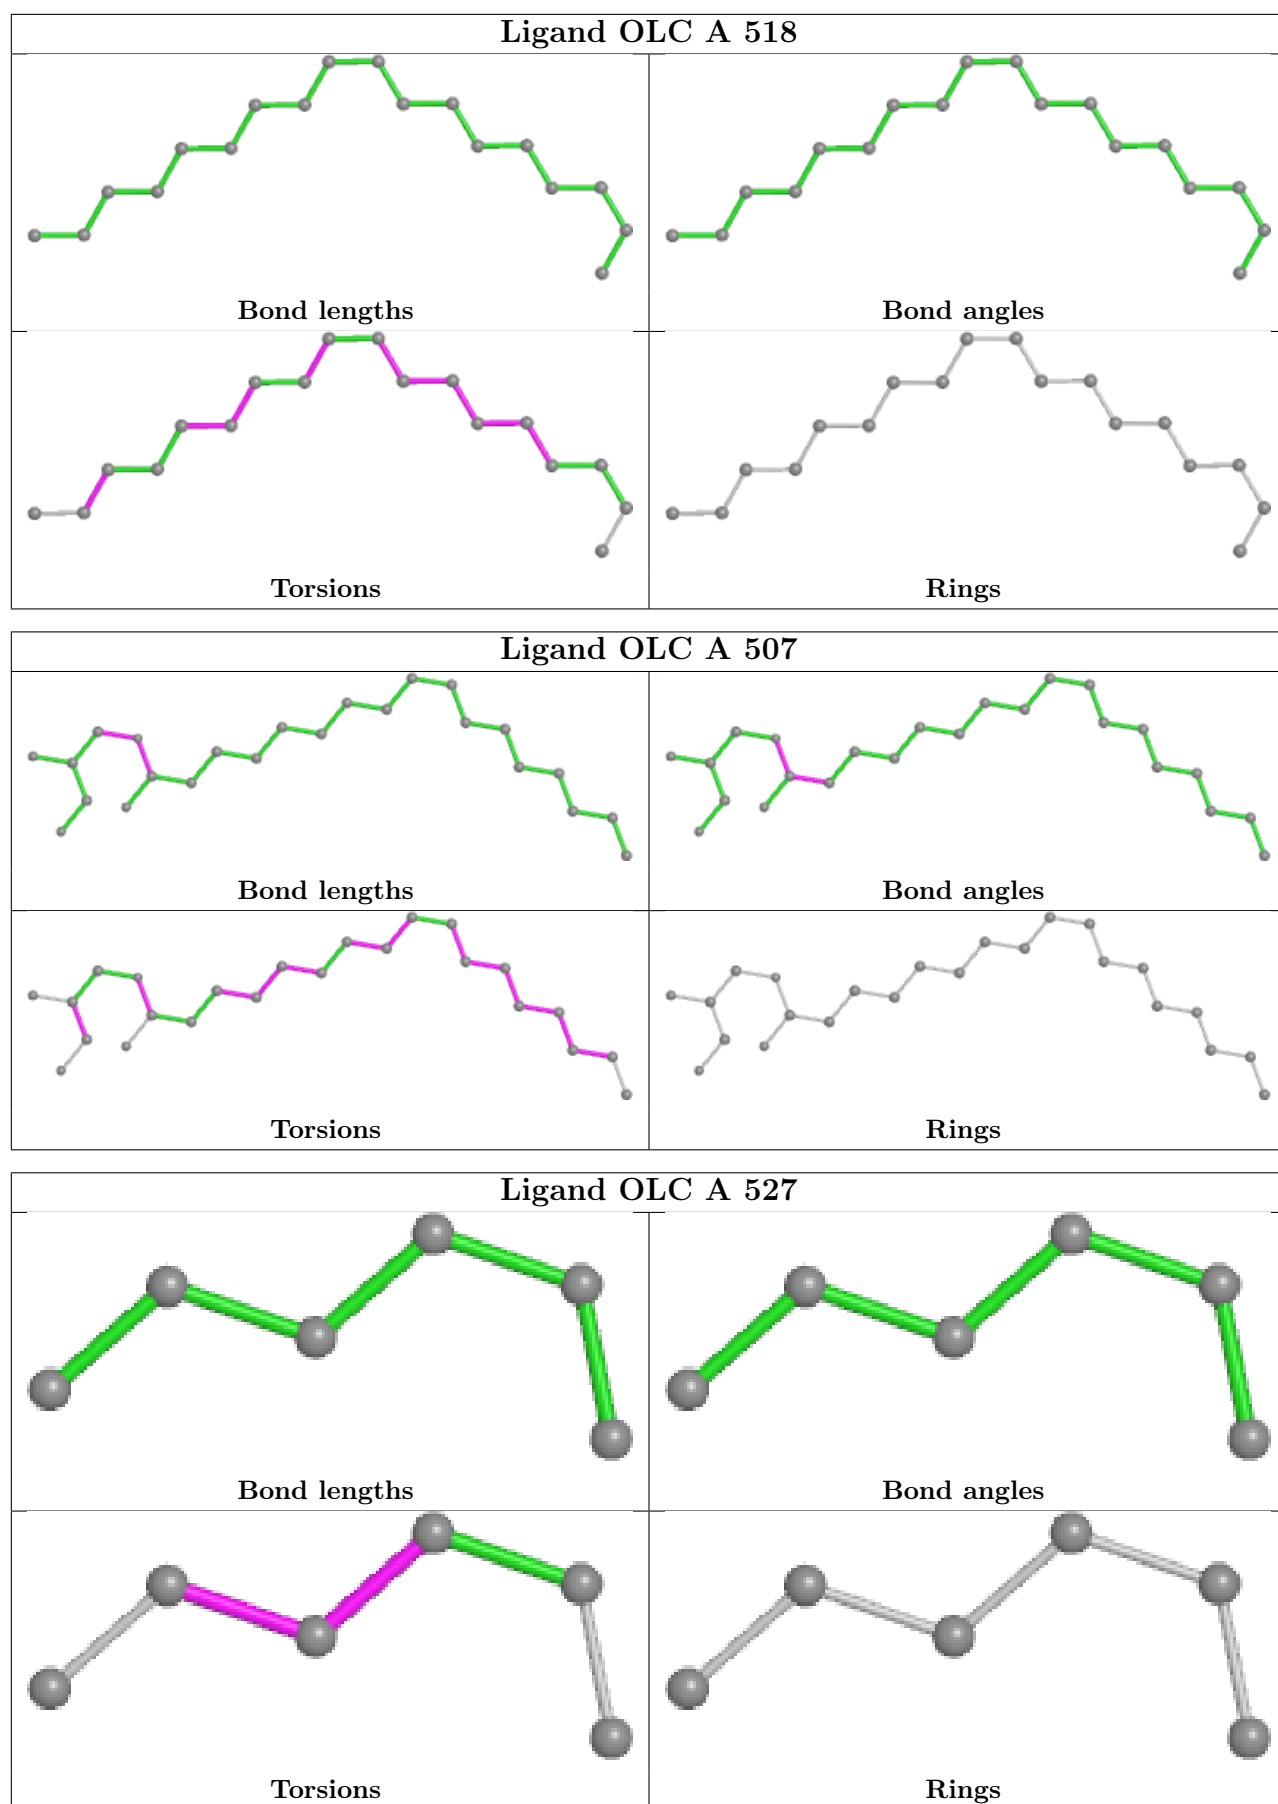 Ligand OLC A 518
Bond lengths
Bond angles
Torsions
Rings
Ligand OLC A 507
Bond lengths
Bond angles
Torsions
Rings
Ligand OLC A 527
Bond lengths
Bond angles
Torsions
Rings